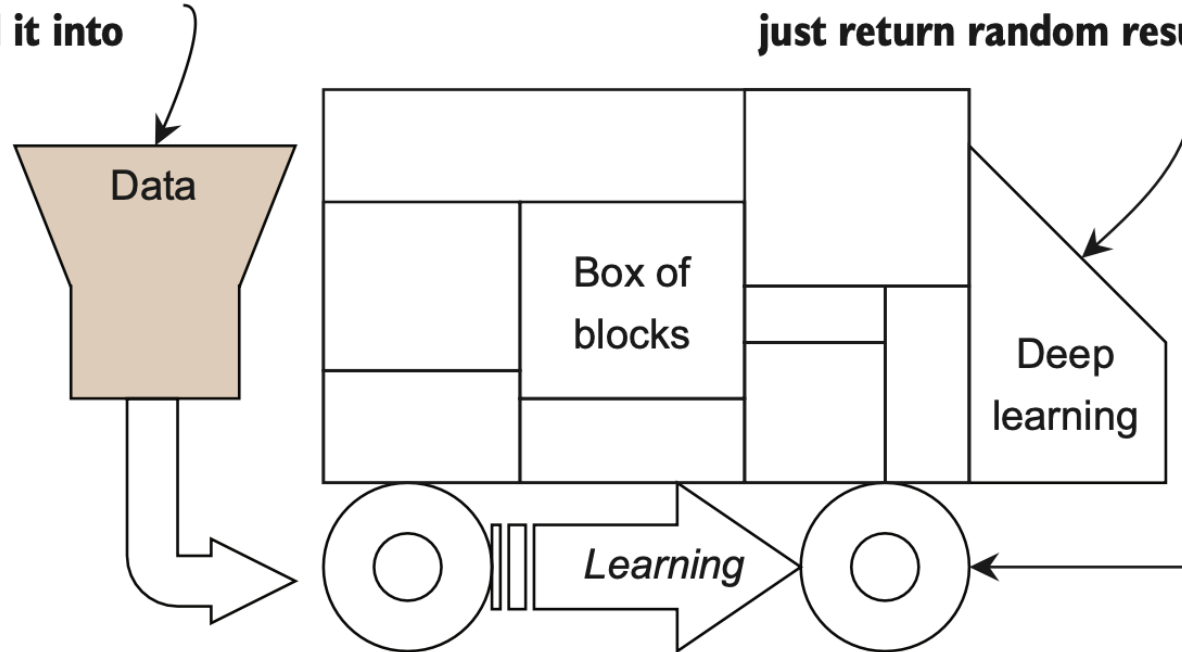 it into
just return random
Data
Box of
blocks
Deep
learning
Learning